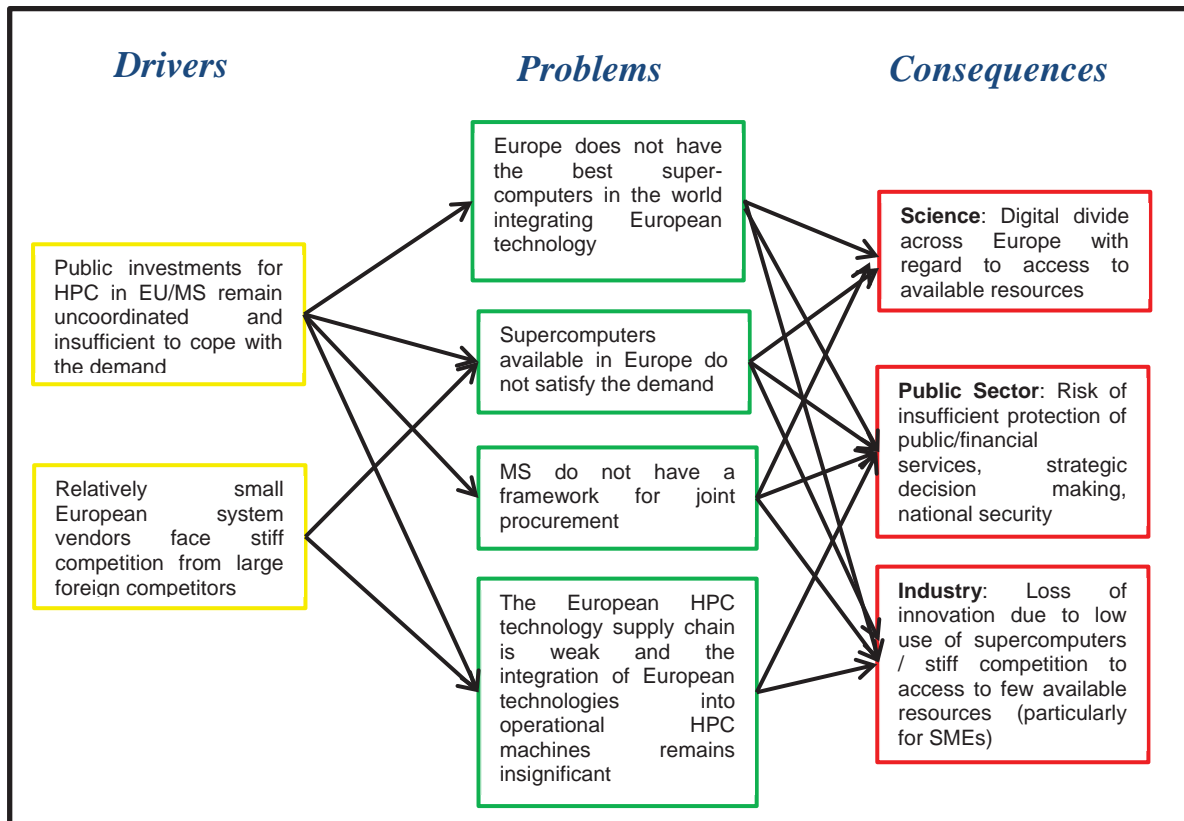 Drivers
Problems
Consequences
Public investments for
HPC in EU/MS remain
uncoordinated and
insufficient to cope with
the demand
Relatively small
European system
vendors face stiff
competition from large
foreign competitors
Europe does not have
the best super-
computers in the world
integrating European
technology
Supercomputers
available in Europe do
not satisfy the demand
MS do not have a
framework for joint
procurement
The European HPC
technology supply chain
is weak and the
integration of European
technologies into
operational HPC
machines remains
insignificant
Science: Digital divide
across Europe with
regard to access to
available resources
Public Sector: Risk of
insufficient protection of
public/financial
services, strategic
decision making,
national security
Industry: Loss of
innovation due to low
use of supercomputers
/ stiff competition to
access to few available
resources (particularly
for SMEs)